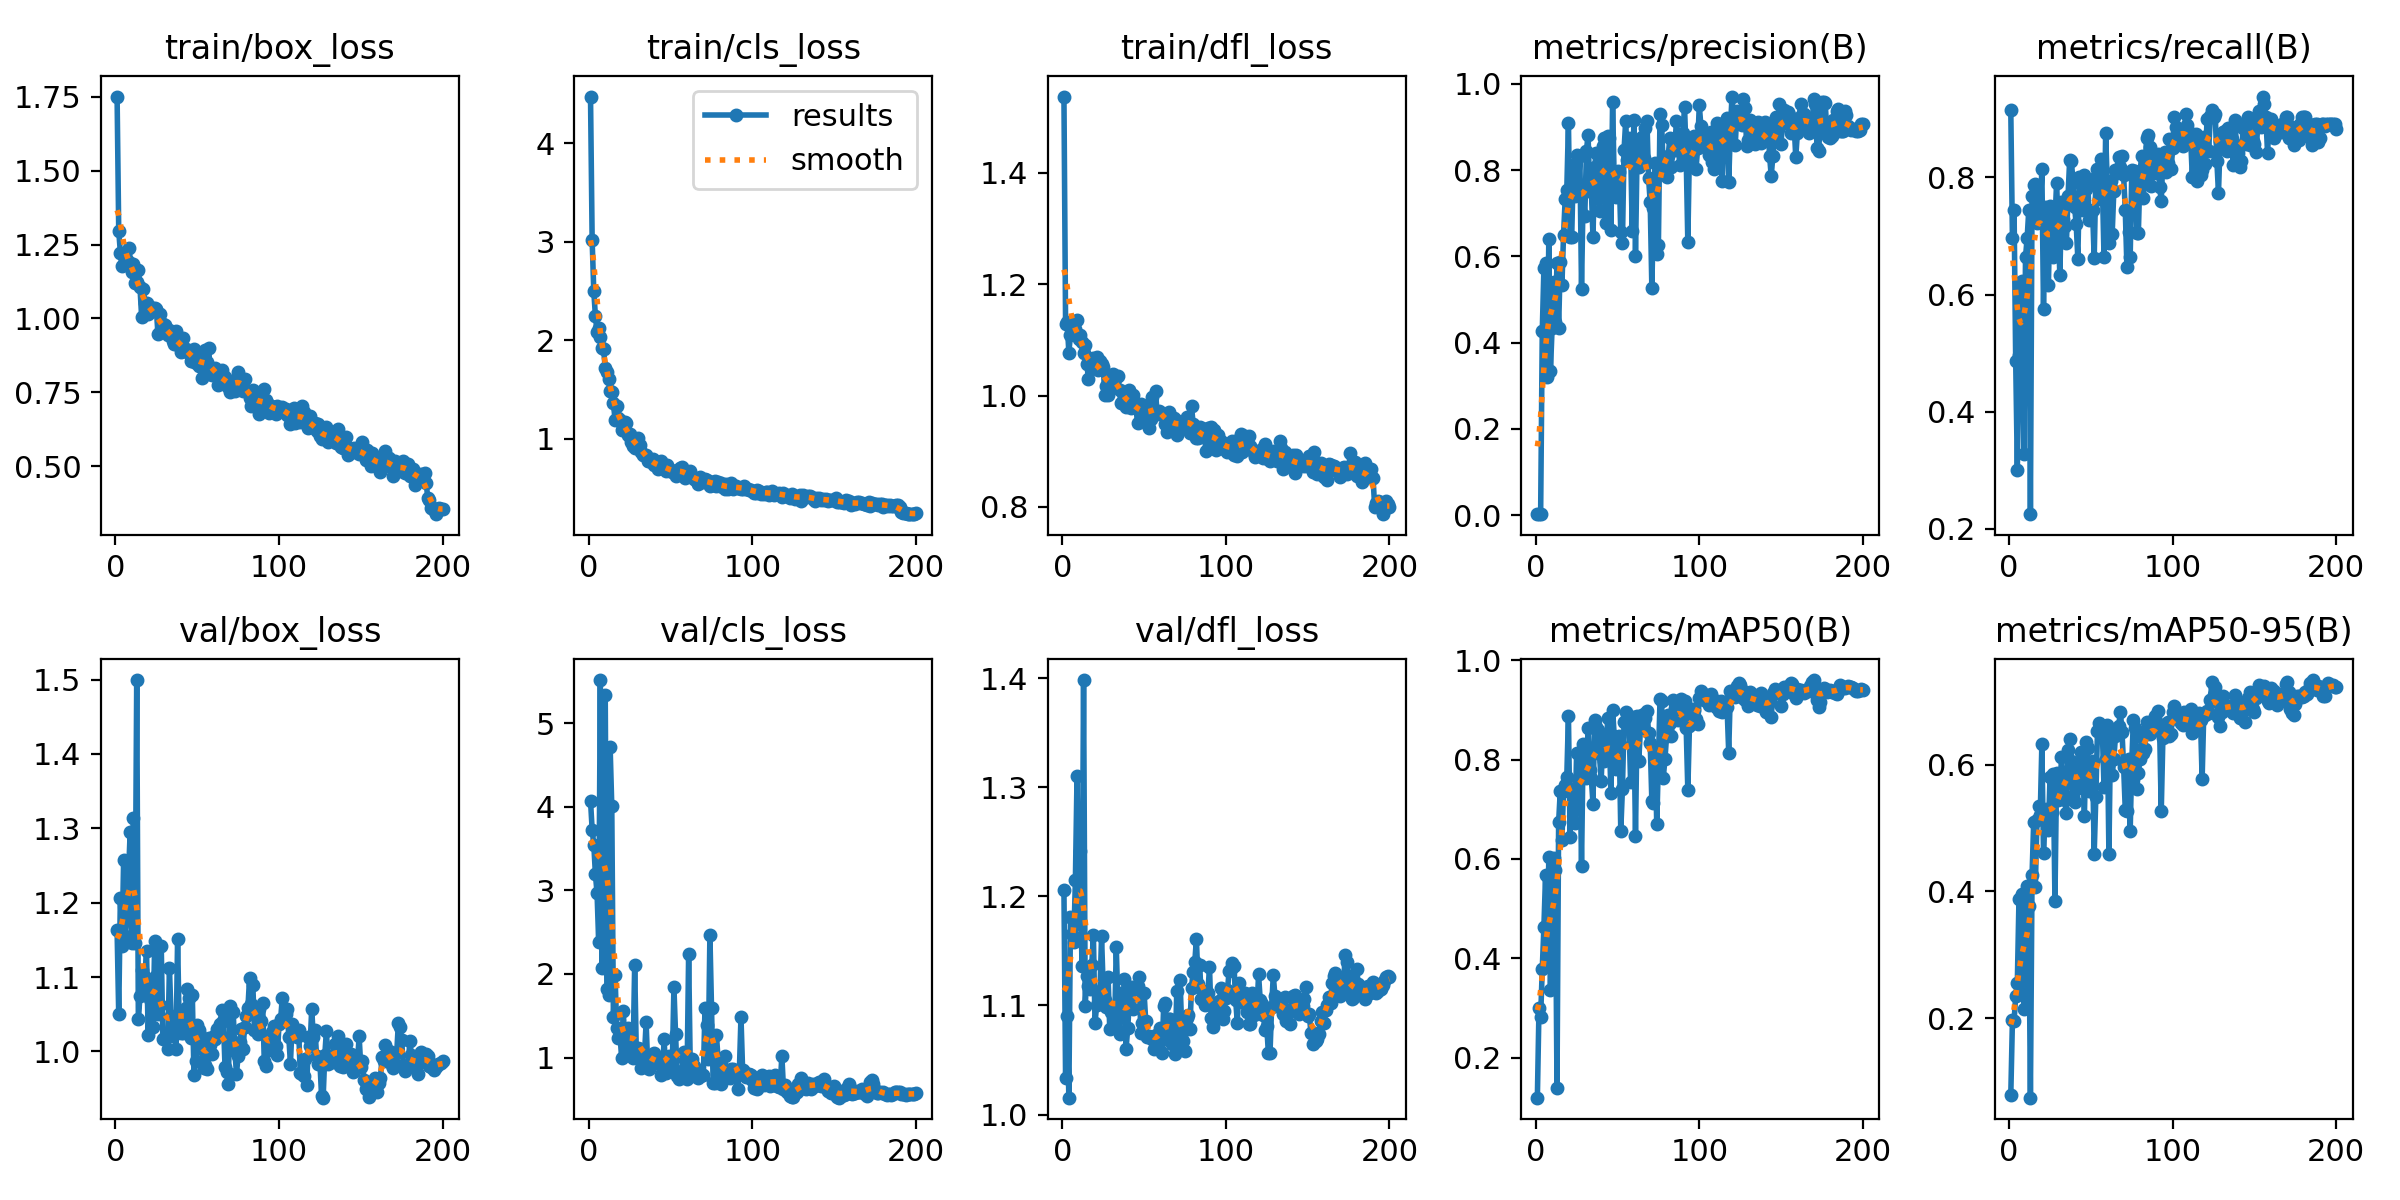 train/box_loss
1.75
1.50
1.25
1.00
0.75
0.50
0 100 200
train/cls_loss
results
smooth
4
3
2
1
0 100 200
train/dfl_loss
1.4
1.2
1.0
0.8
0 100 200
metrics/precision(B)
1.0
0.8
0.6
0.4
0.2
0.0
0 100 200
metrics/recall(B)
0.8
0.6
0.4
0.2
0 100 200
val/box_loss
1.5
1.4
1.3
1.2
1.1
1.0
0 100 200
val/cls_loss
5
4
3
2
1
0 100 200
val/dfl_loss
1.4
1.3
1.2
1.1
1.0
0 100 200
metrics/mAP50(B)
1.0
0.8
0.6
0.4
0.2
0 100 200
metrics/mAP50-95(B)
0.6
0.4
0.2
0 100 200